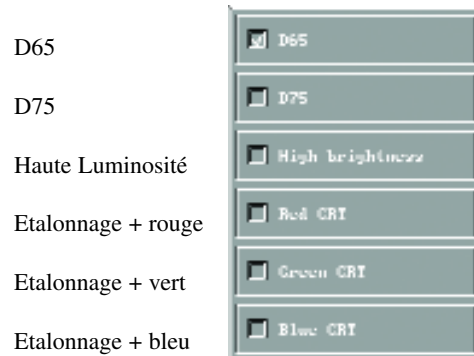 D65 D65
D75 D75
Haute Luminosité High brightness
Etalonnage + rouge Red CRT
Etalonnage + vert Green CRT
Etalonnage + bleu Blue CRT